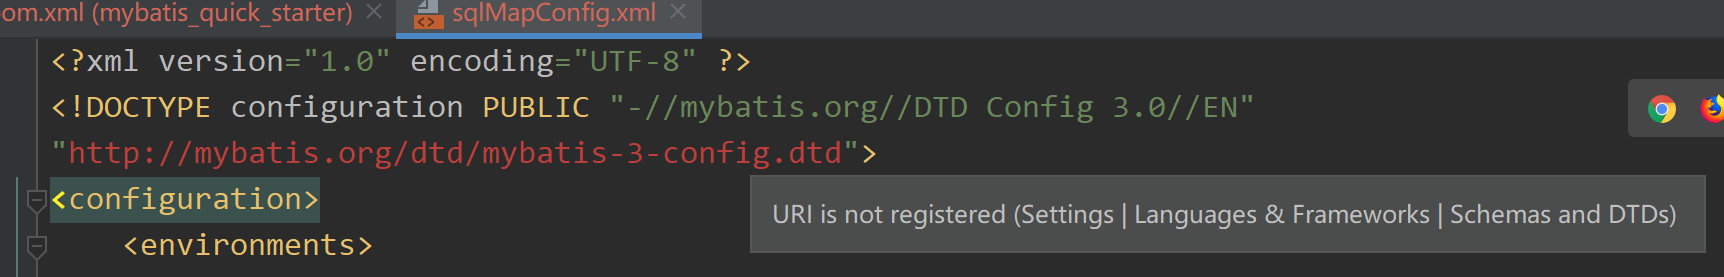 om.xml (mybatis_quick_starter) sqlMapConfig.xml
<?xml version="1.0" encoding="UTF-8" ?>
<!DOCTYPE configuration PUBLIC "-//mybatis.org//DTD Config 3.0//EN"
"http://mybatis.org/dtd/mybatis-3-config.dtd">
<configuration>
URI is not registered (Settings | Languages & Frameworks | Schemas and DTDs)
<environments>